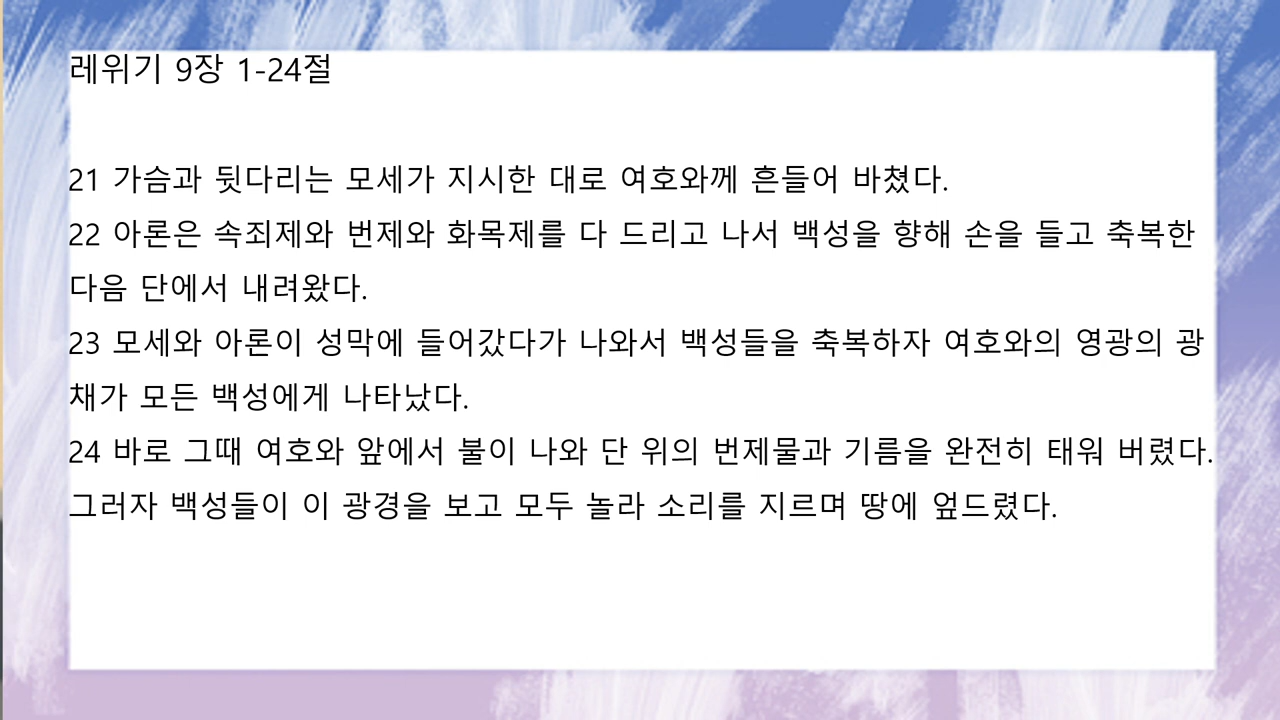 레위기 9장 1-24절
21 가슴과 뒷다리는 모세가 지시한 대로 여호와께 흔들어 바쳤다.
22 아론은 속죄제와 번제와 화목제를 다 드리고 나서 백성을 향해 손을 들고 축복한
다음 단에서 내려왔다.
23 모세와 아론이 성막에 들어갔다가 나와서 백성들을 축복하자 여호와의 영광의 광
채가 모든 백성에게 나타났다.
24 바로 그때 여호와 앞에서 불이 나와 단 위의 번제물과 기름을 완전히 태워 버렸다.
그러자 백성들이 이 광경을 보고 모두 놀라 소리를 지르며 땅에 엎드렸다.